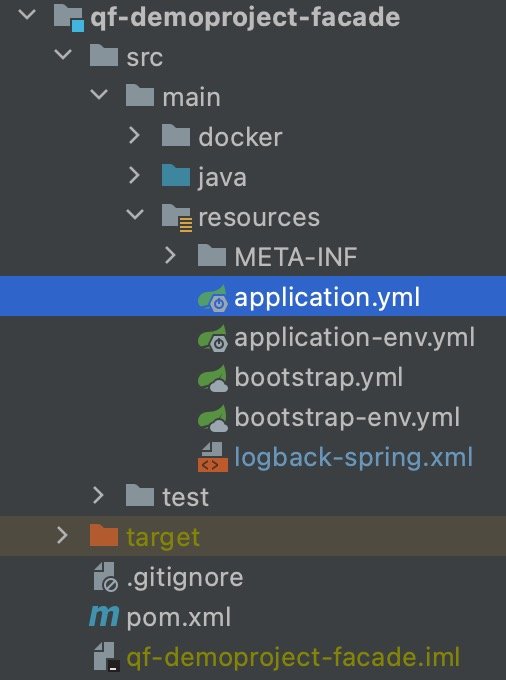 qf-demoproject-facade
src
main
docker
java
resources
META-INF
application.yml
application-env.yml
bootstrap.yml
bootstrap-env.yml
logback-spring.xml
test
target
.gitignore
pom.xml
qf-demoproject-facade.iml